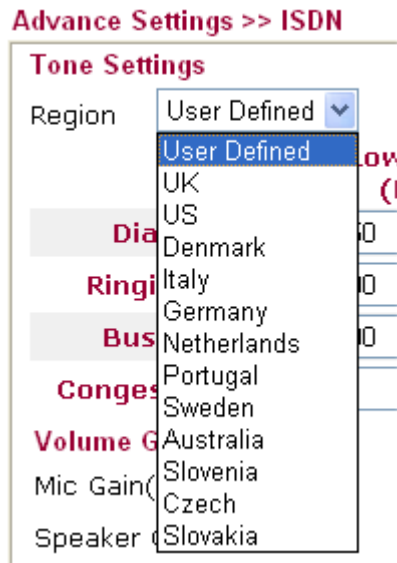 Advance Settings >> ISDN
Tone Settings
Region User Defined
User Defined
UK
US
Denmark
Italy
Germany
Netherlands
Portugal
Sweden
Australia
Slovenia
Czech
Slovakia
Volume
Mic Gain(
Speaker